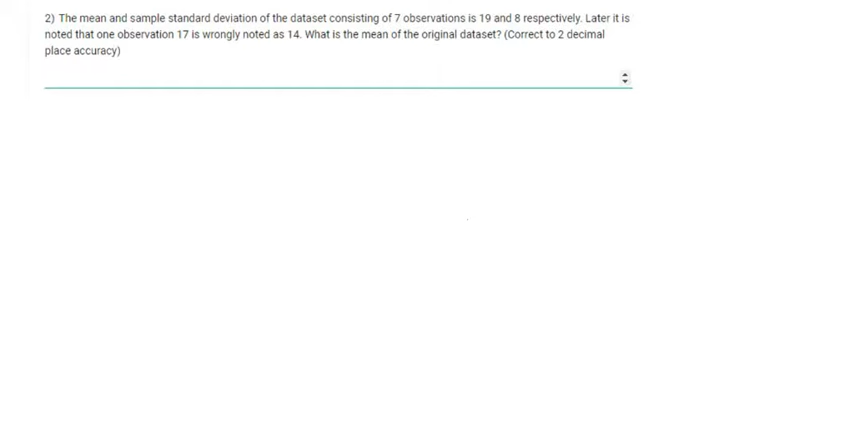 2) The mean and sample standard deviation of the dataset consisting of 7 observations is 19 and 8 respectively. Later it is
noted that one observation 17 is wrongly noted as 14. What is the mean of the original dataset? (Correct to 2 decimal
place accuracy)